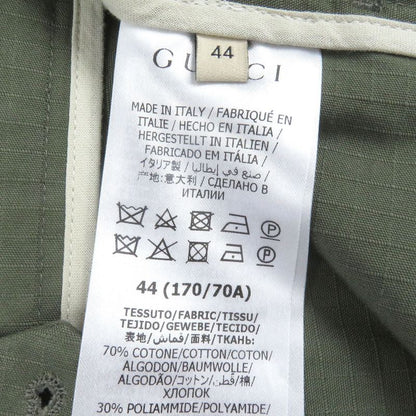 44
GUCCI
MADE IN ITALY / FABRIQUÉ EN
ITALIE / HECHO EN ITALIA /
HERGESTELLT IN ITALIEN /
FABRICADO EM ITÁLIA /
イタリア製 / صنع في إيطاليا /
产地:意大利 / СДЕЛАНО В
ИТАЛИИ
44 (170/70A)
TESSUTO/FABRIC/TISSU/
TEJIDO/GEWEBE/TECIDO/
表地/قماش/面料/ТКАНЬ:
70% COTONE/COTTON/COTON/
ALGODON/BAUMWOLLE/
ALGODÃO/コットン/قطن/棉/
ХЛОПОК
30% POLIAMMIDE/POLYAMIDE/